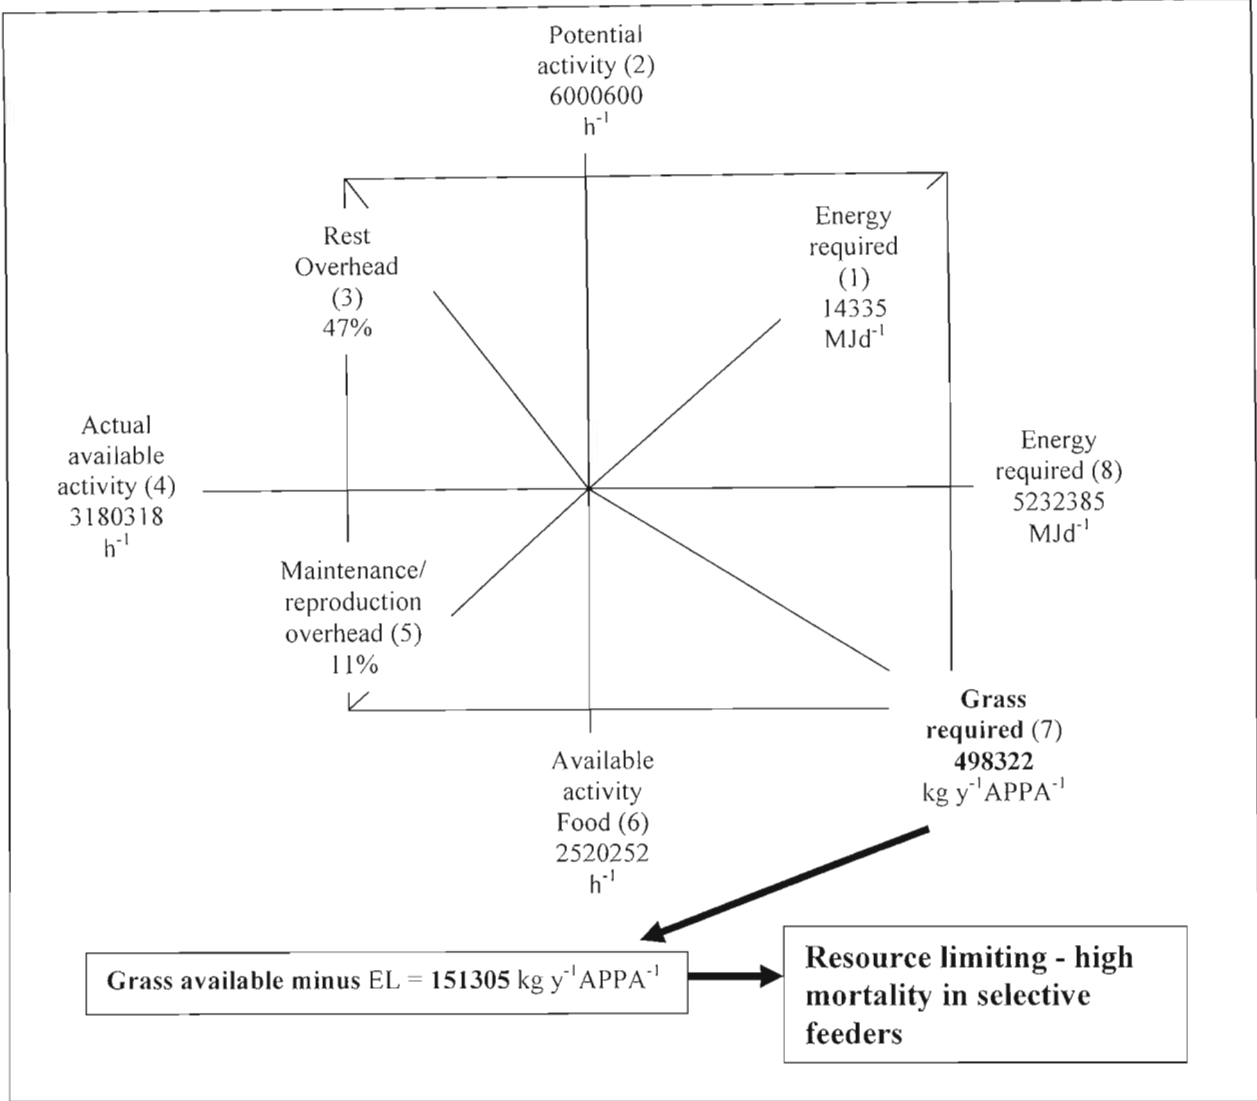 Potential
activity (2)
6000600
h⁻¹
Rest
Overhead
(3)
47%
Energy
required
(1)
14335
MJd⁻¹
Actual
available
activity (4)
3180318
h⁻¹
Energy
required (8)
5232385
MJd⁻¹
Maintenance/
reproduction
overhead (5)
11%
Grass
required (7)
498322
kg y⁻¹APPA⁻¹
Available
activity
Food (6)
2520252
h⁻¹
Grass available minus EL = 151305 kg y⁻¹APPA⁻¹
Resource limiting - high
mortality in selective
feeders